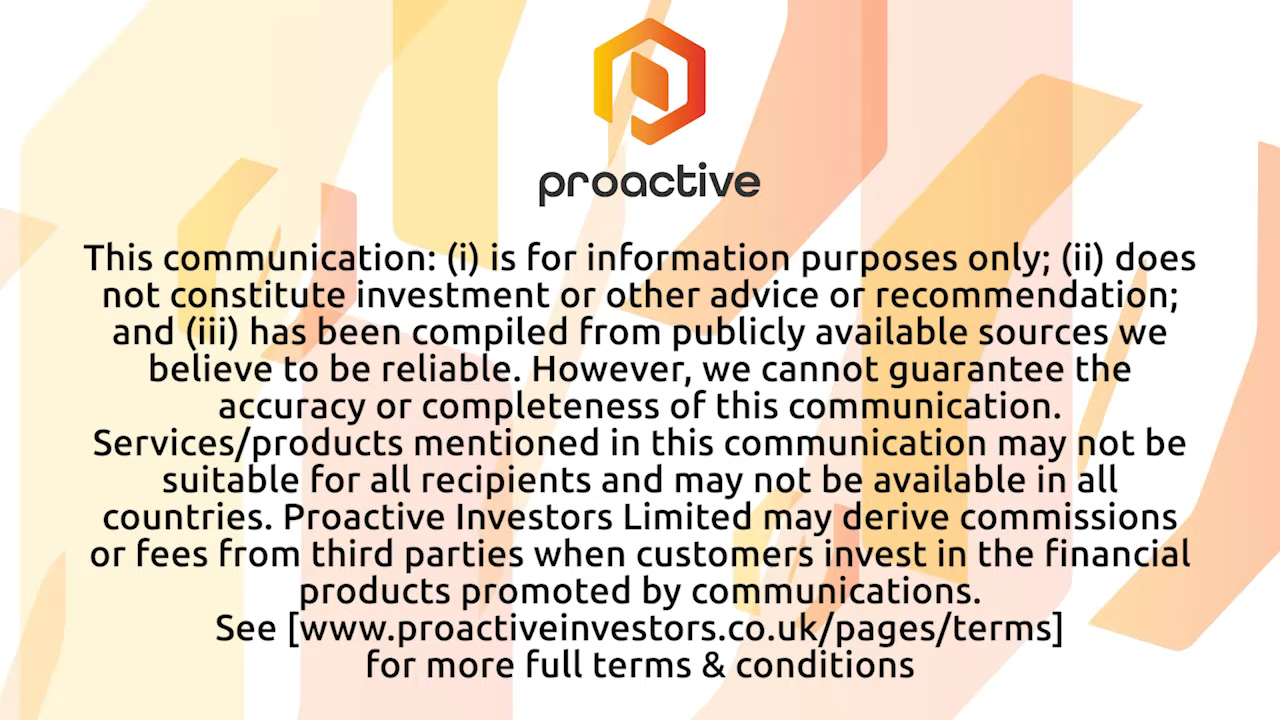 proactive
This communication: (i) is for information purposes only; (ii) does
not constitute investment or other advice or recommendation;
and (iii) has been compiled from publicly available sources we
believe to be reliable. However, we cannot guarantee the
accuracy or completeness of this communication.
Services/products mentioned in this communication may not be
suitable for all recipients and may not be available in all
countries. Proactive Investors Limited may derive commissions
or fees from third parties when customers invest in the financial
products promoted by communications.
See [www.proactiveinvestors.co.uk/pages/terms]
for more full terms & conditions